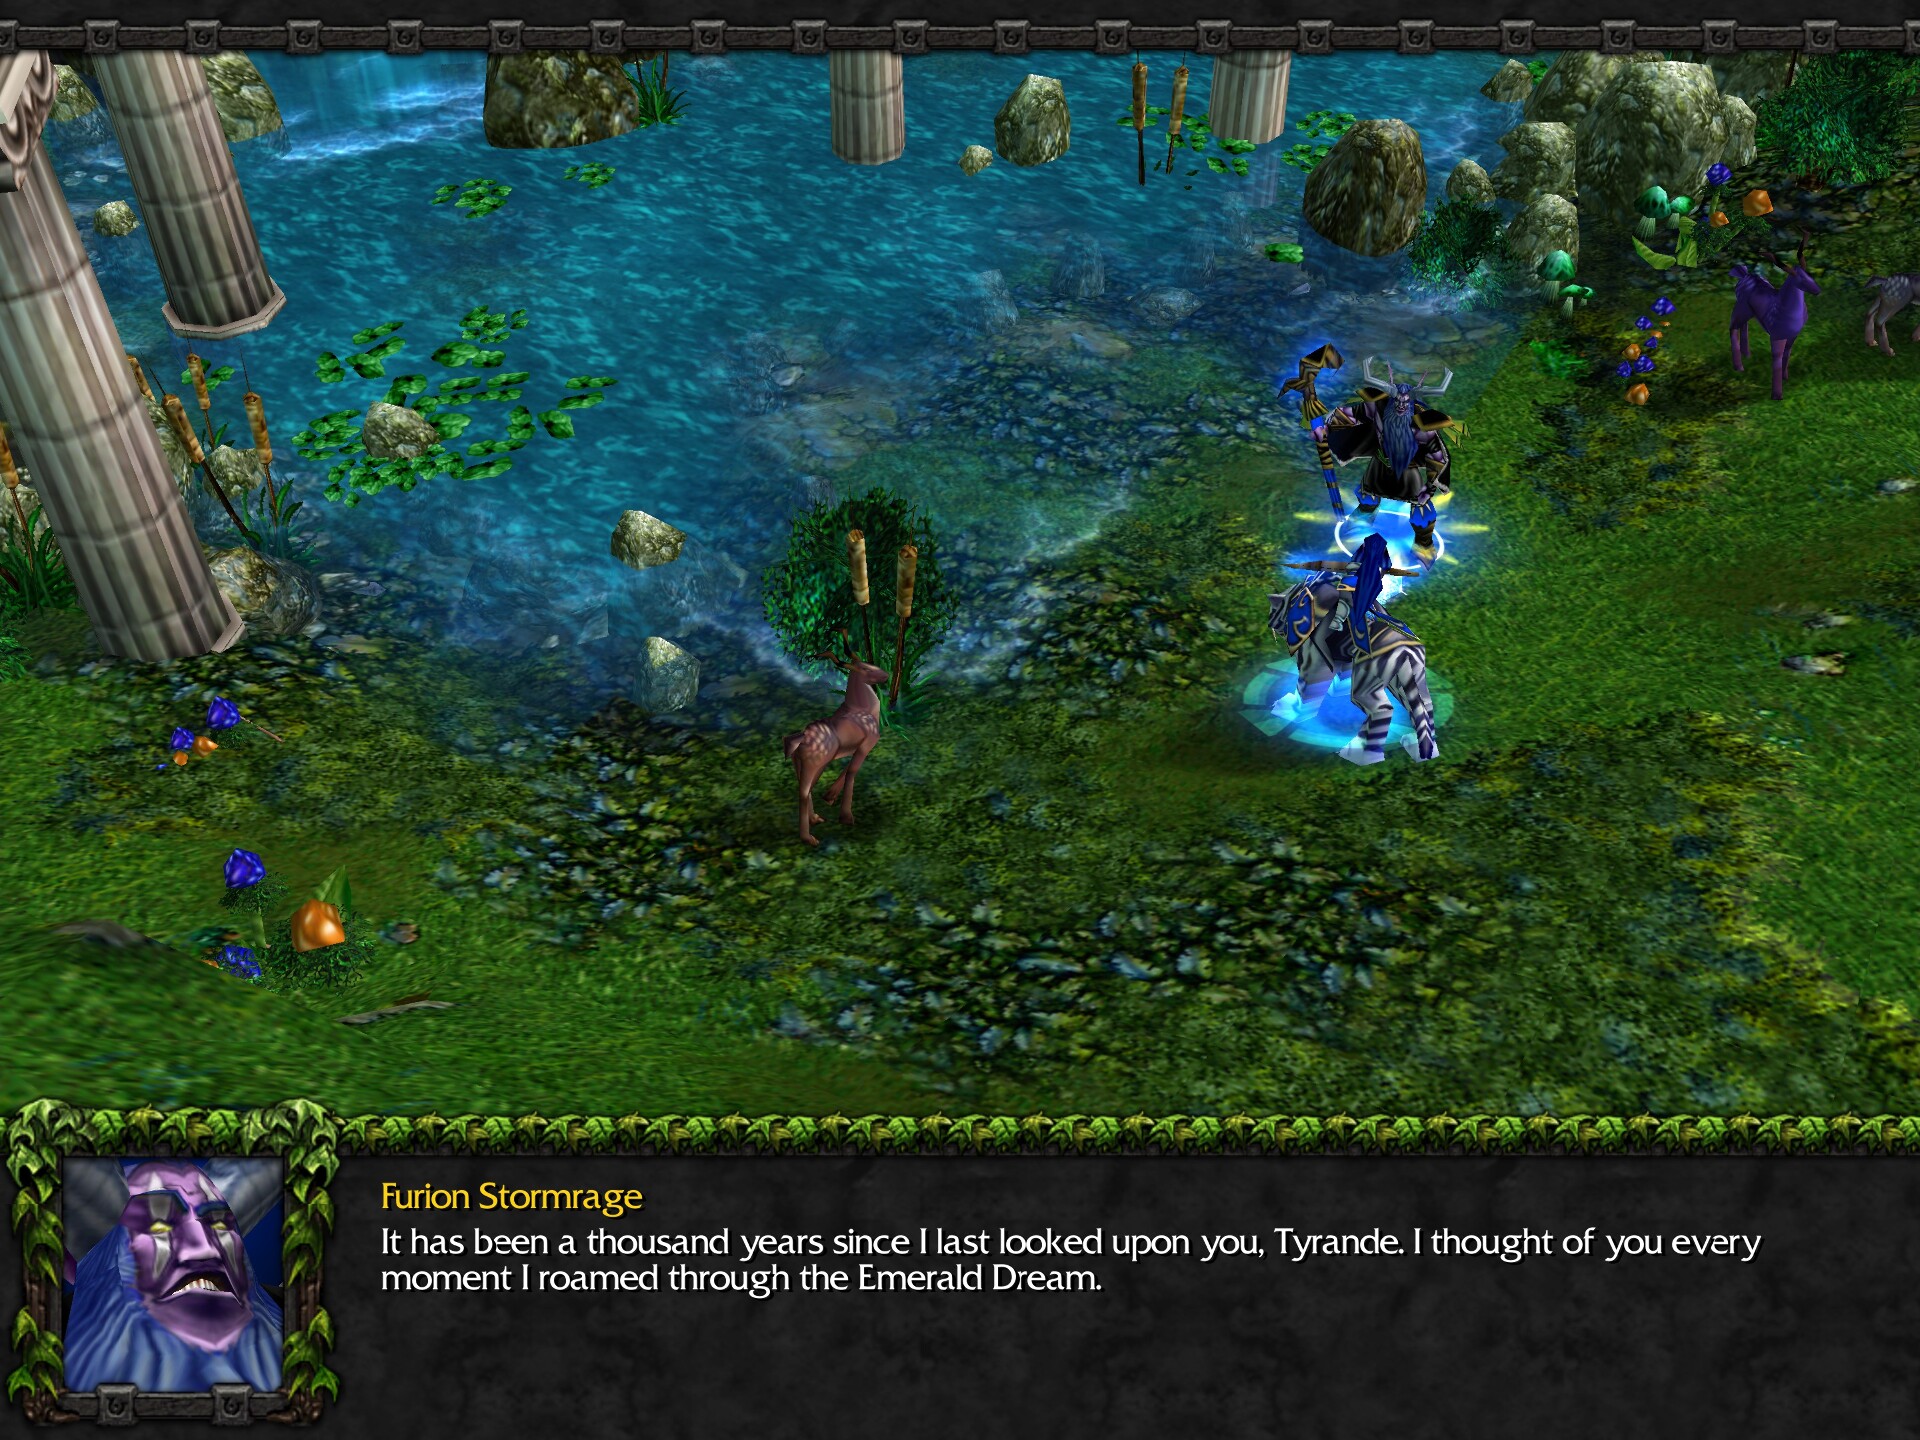 Furion Stormrage
It has been a thousand years since I last looked upon you, Tyrande. I thought of you every
moment I roamed through the Emerald Dream.